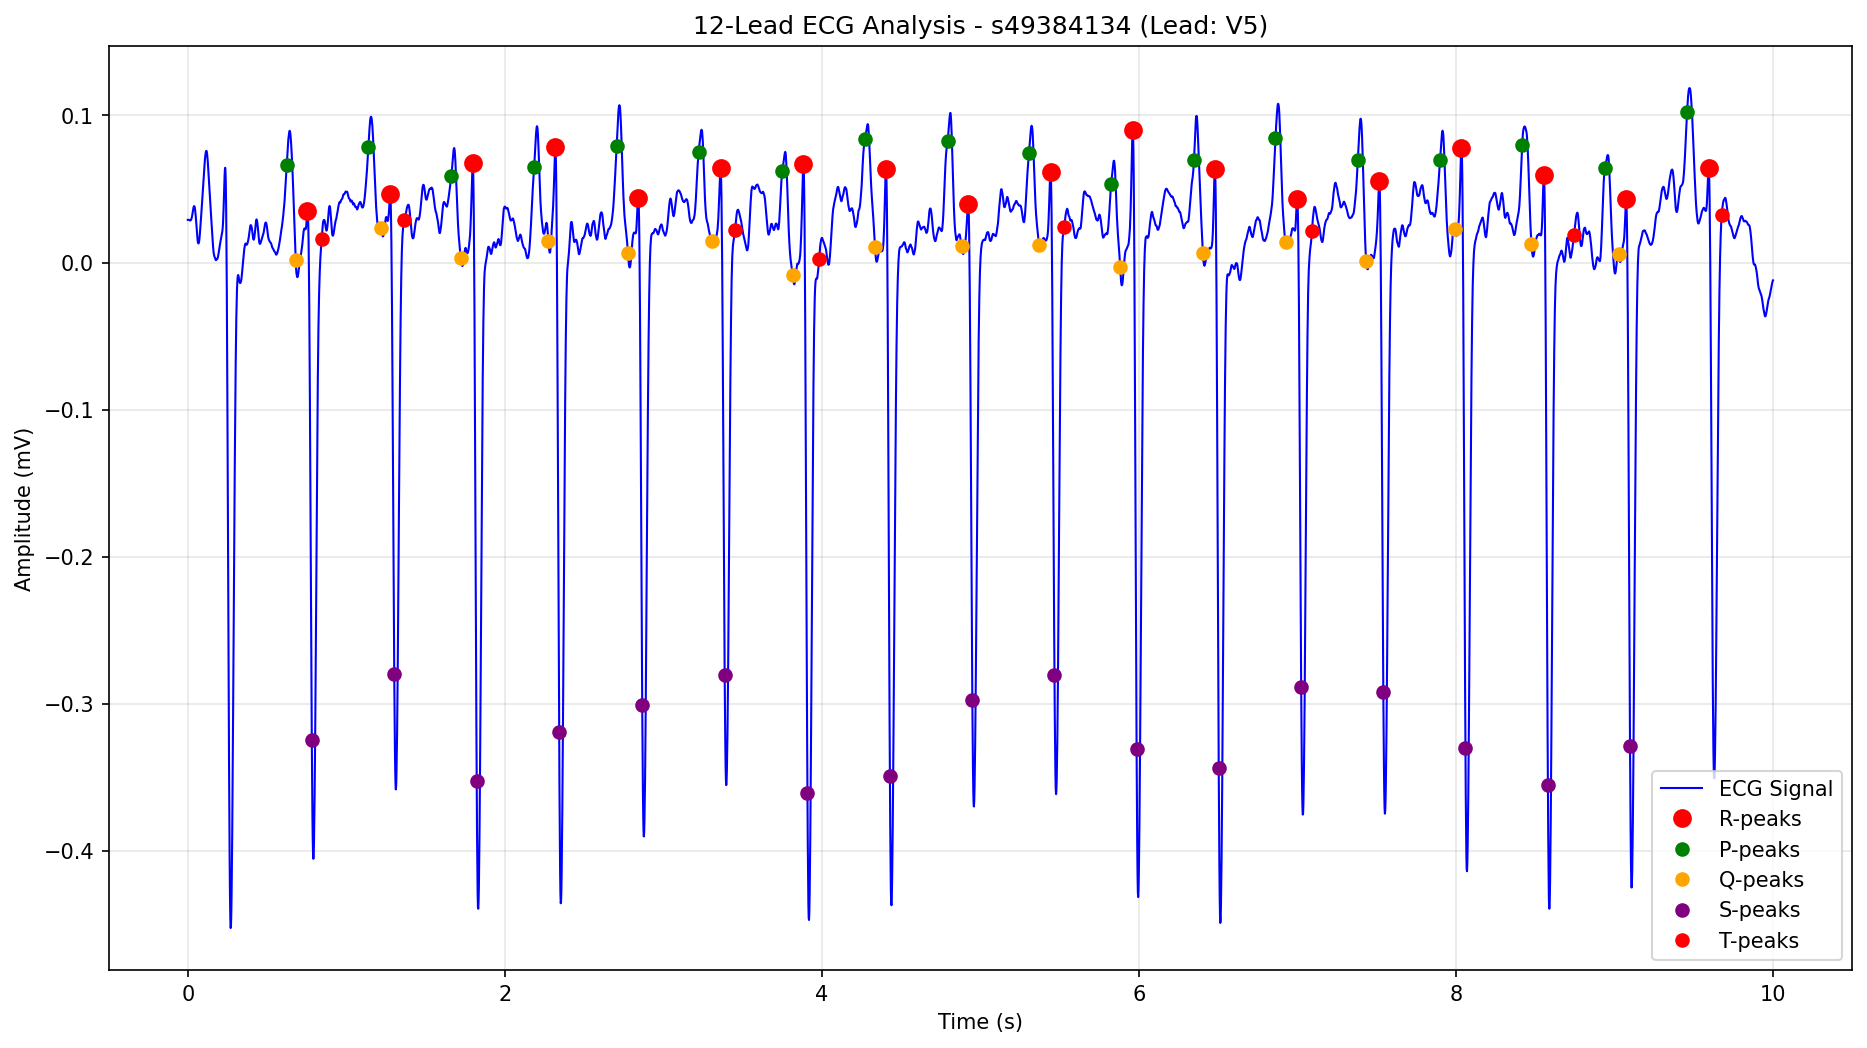 12-Lead ECG Analysis - s49384134 (Lead: V5)
Amplitude (mV)
0.1
0.0
−0.1
−0.2
−0.3
−0.4
0 2 4 6 8 10
Time (s)
ECG Signal
R-peaks
P-peaks
Q-peaks
S-peaks
T-peaks